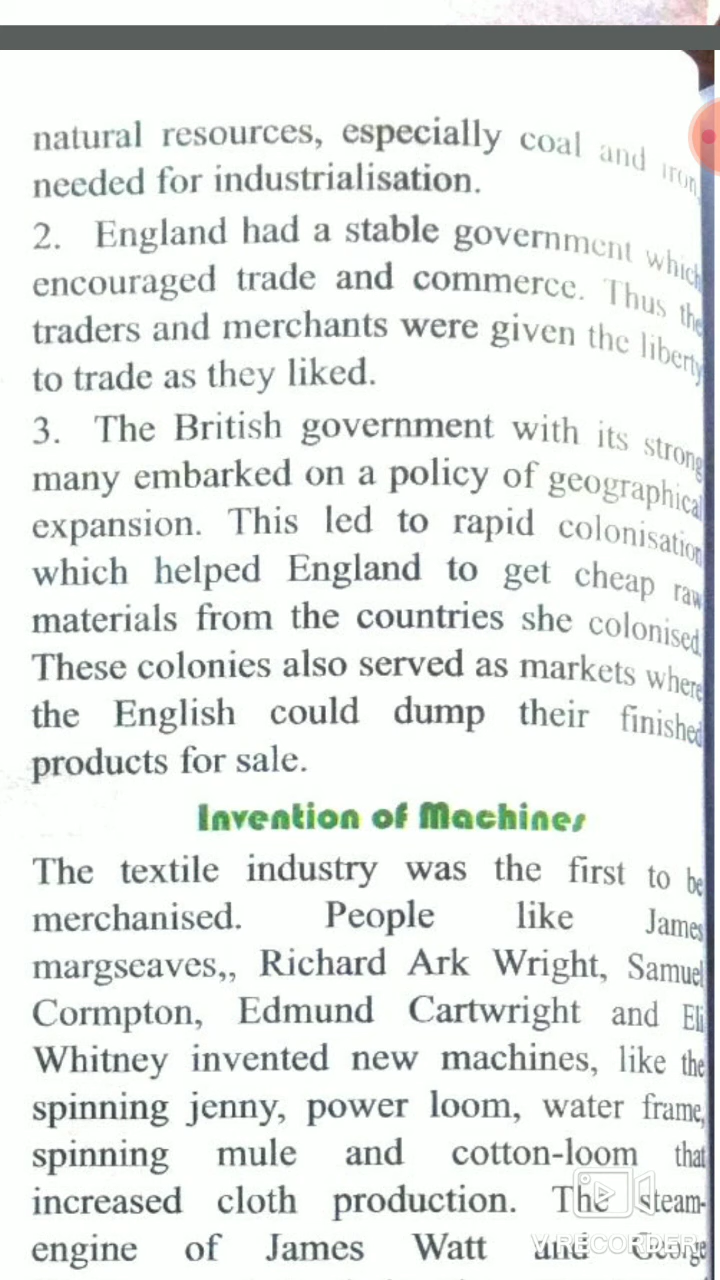 natural resources, especially coal and iron,
needed for industrialisation.
2. England had a stable government which
encouraged trade and commerce. Thus the
traders and merchants were given the liberty
to trade as they liked.
3. The British government with its strong
many embarked on a policy of geographical
expansion. This led to rapid colonisation
which helped England to get cheap raw
materials from the countries she colonised.
These colonies also served as markets where
the English could dump their finished
products for sale.
Invention of Machines
The textile industry was the first to be
merchanised. People like James
margseaves,, Richard Ark Wright, Samuel
Cormpton, Edmund Cartwright and Eli
Whitney invented new machines, like the
spinning jenny, power loom, water frame,
spinning mule and cotton-loom that
increased cloth production. The steam-
engine of James Watt and George
V RECORDER